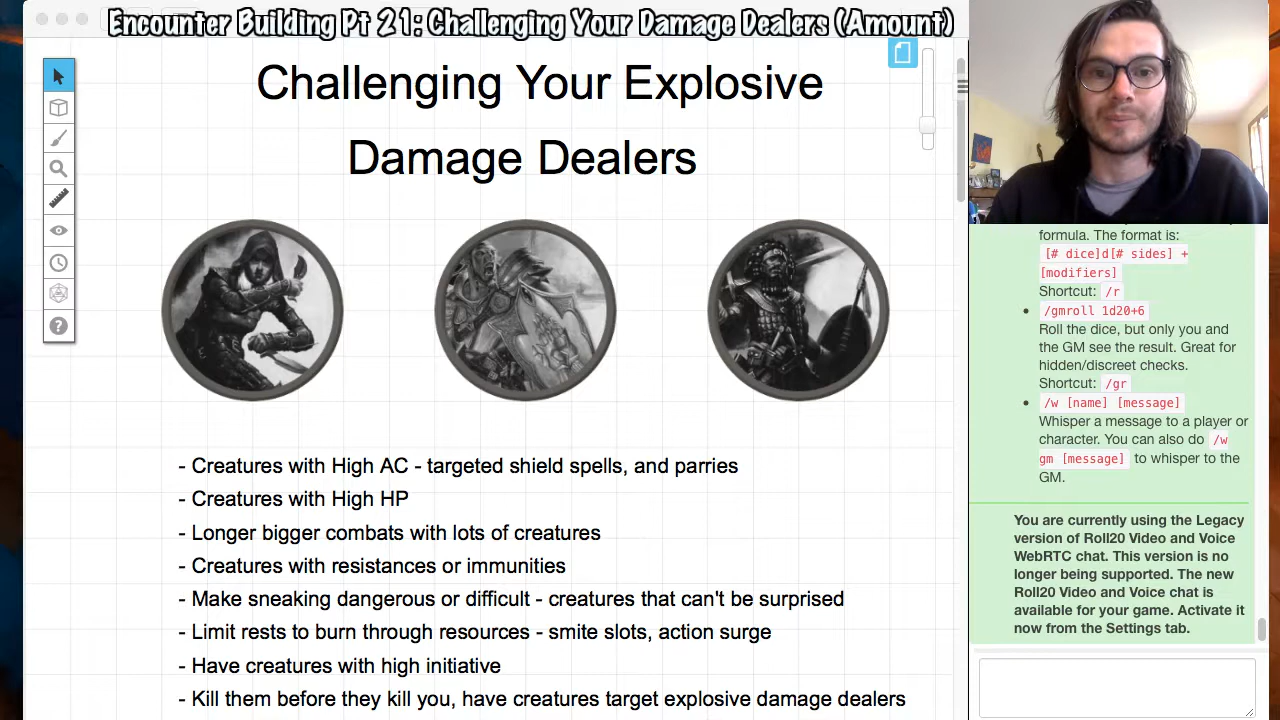 Encounter Building Pt 21: Challenging Your Damage Dealers (Amount)
Challenging Your Explosive
Damage Dealers
- Creatures with High AC - targeted shield spells, and parries
- Creatures with High HP
- Longer bigger combats with lots of creatures
- Creatures with resistances or immunities
- Make sneaking dangerous or difficult - creatures that can't be surprised
- Limit rests to burn through resources - smite slots, action surge
- Have creatures with high initiative
- Kill them before they kill you, have creatures target explosive damage dealers
formula. The format is:
[# dice]d[# sides] +
[modifiers]
Shortcut: /r
• /gmroll 1d20+6
Roll the dice, but only you and
the GM see the result. Great for
hidden/discreet checks.
Shortcut: /gr
• /w [name] [message]
Whisper a message to a player or
character. You can also do /w
gm [message] to whisper to the
GM.
You are currently using the Legacy
version of Roll20 Video and Voice
WebRTC chat. This version is no
longer being supported. The new
Roll20 Video and Voice chat is
available for your game. Activate it
now from the Settings tab.